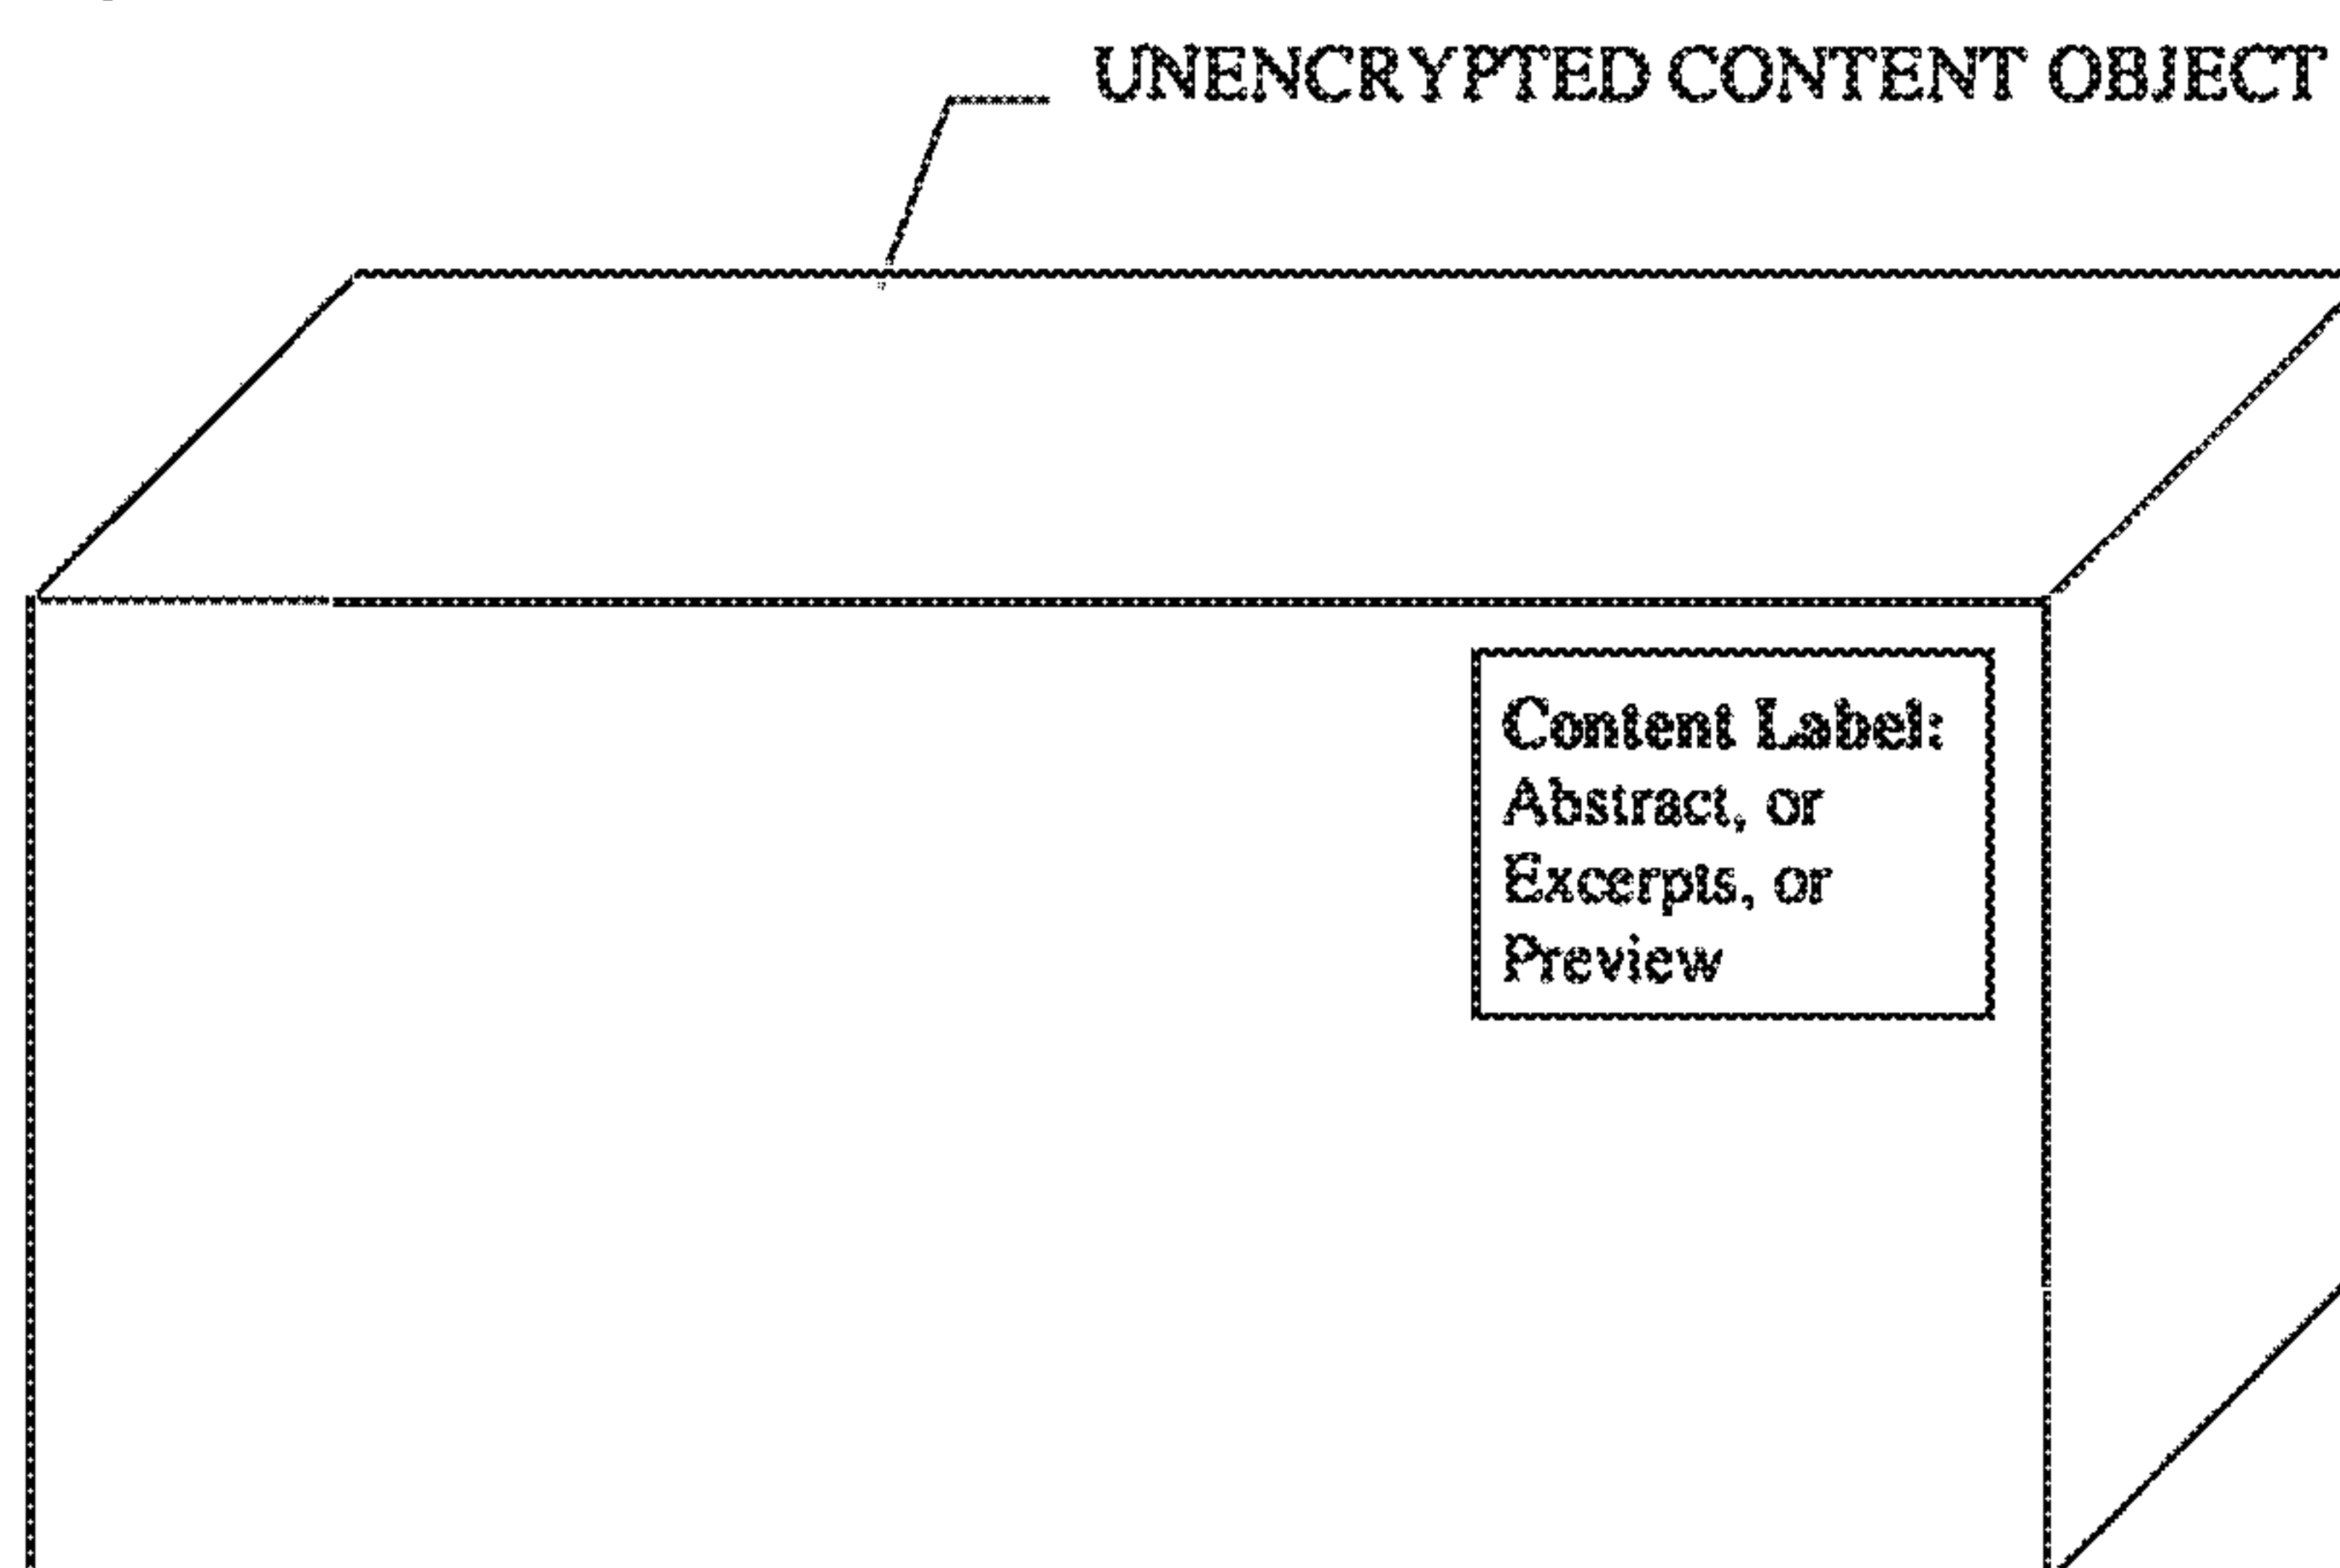 UNENCRYPTED CONTENT OBJECT
Content Label:
Abstract, or
Excerpts, or
Preview